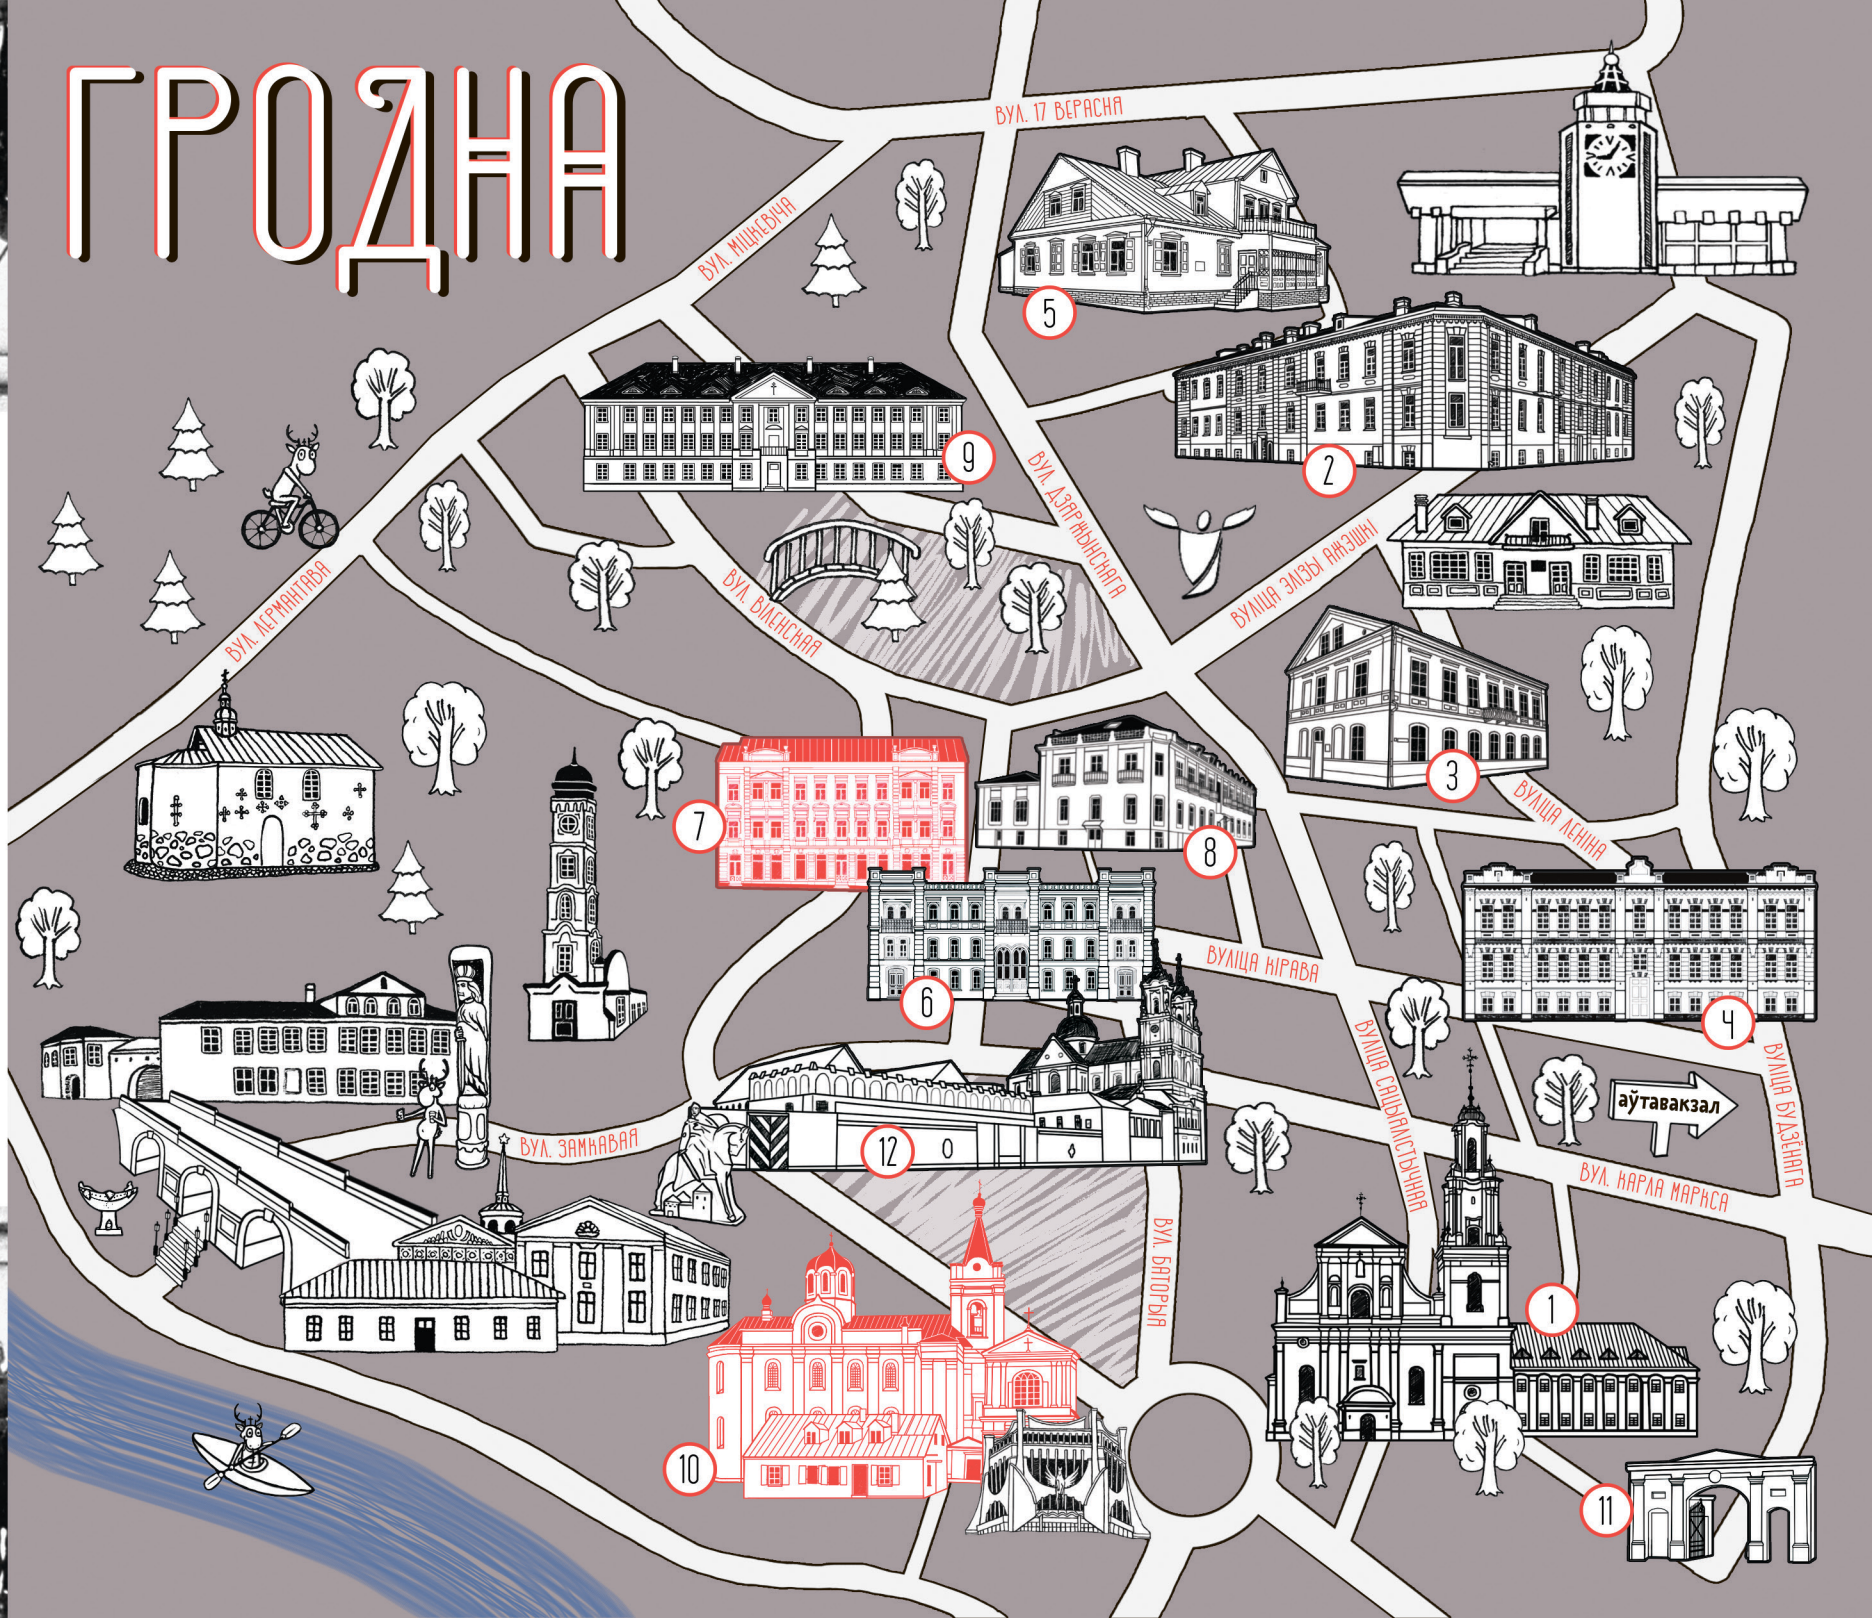 ГРОДНА
ВУЛ. 17 ВЕРАСНЯ
ВУЛ. МІЦКЕВІЧА
5
2
9
ВУЛ. ДЗЯРЖЫНСКАГА
ВУЛІЦА ЭЛІЗЫ АЖЭШКІ
ВУЛ. ЛЕРМАНТАВА
ВУЛ. ВІЛЕНСКАЯ
3
ВУЛІЦА ЛЕНІНА
7
8
ВУЛІЦА КІРАВА
6
4
ВУЛІЦА САЦЫЯЛІСТЫЧНАЯ
ВУЛІЦА БУДЗЁНАГА
аўтавакзал
ВУЛ. ЗАМКАВАЯ
12
ВУЛ. КАРЛА МАРКСА
ВУЛ. БАТОРЫЯ
1
10
11